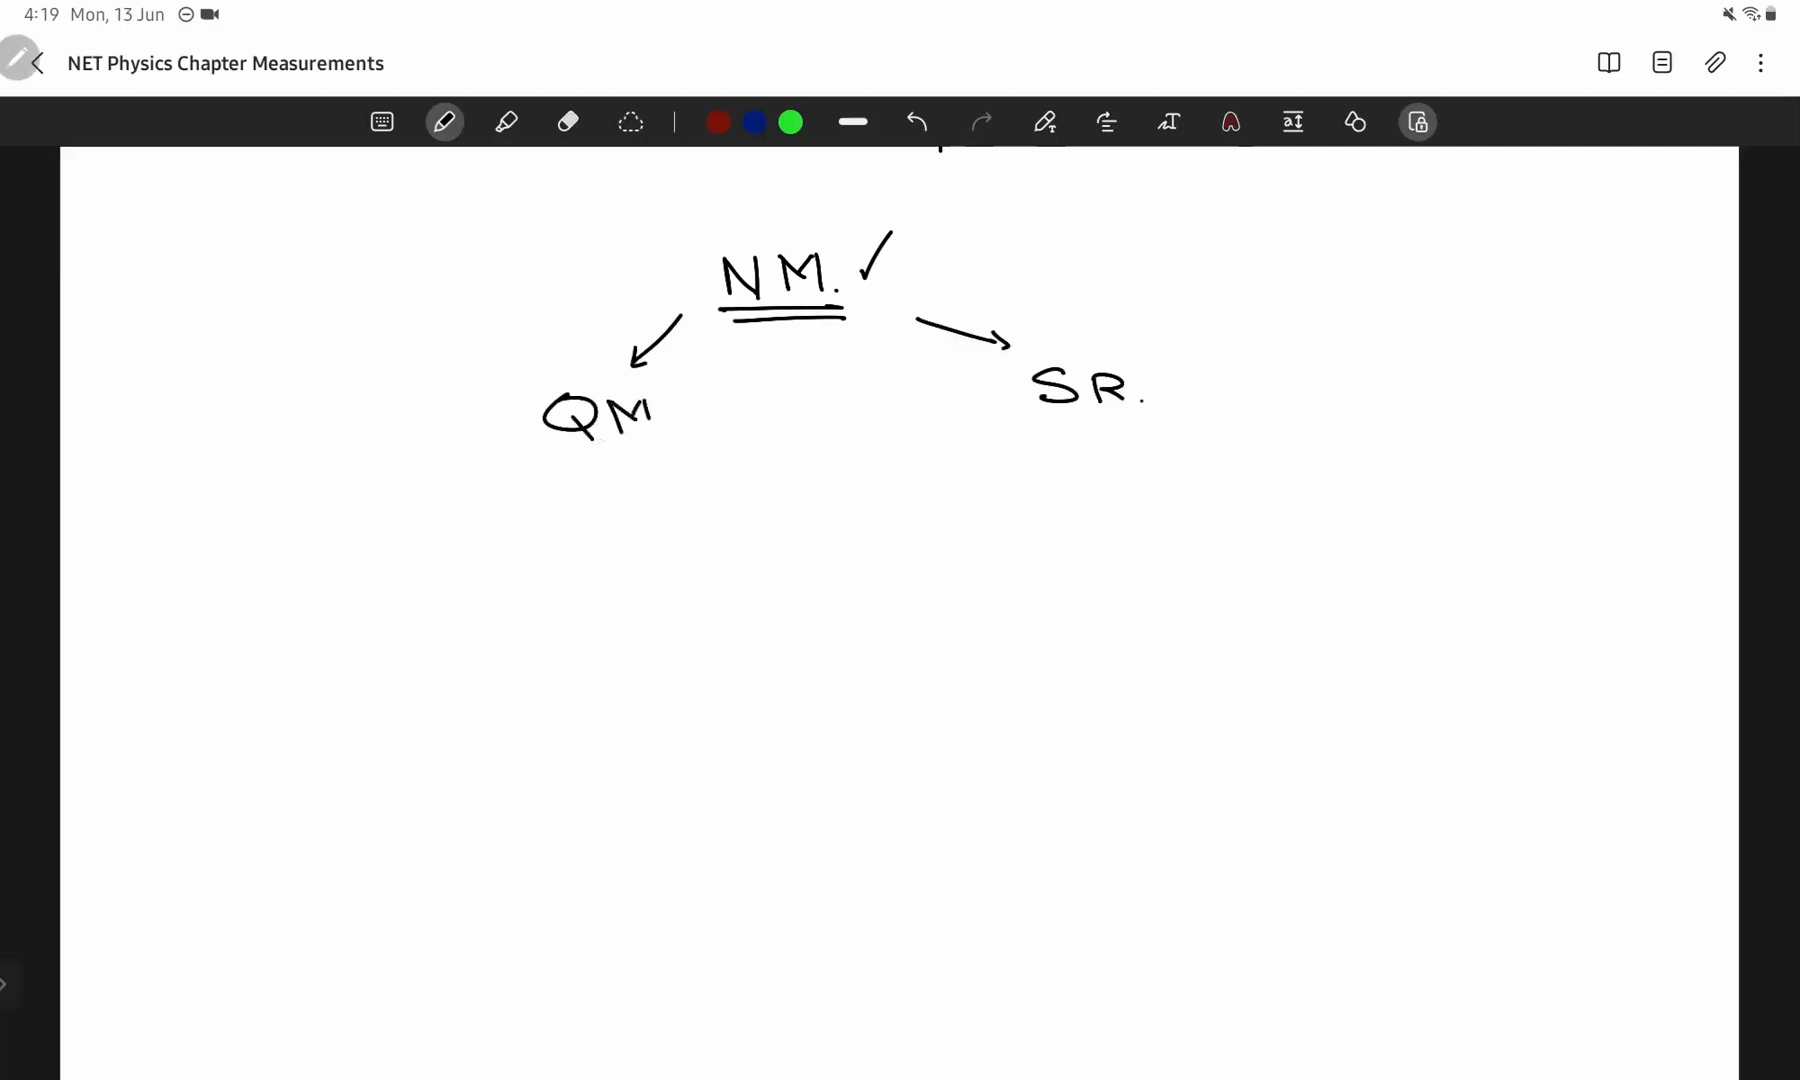 4:19 Mon, 13 Jun
NET Physics Chapter Measurements
NM.
QM
SR.